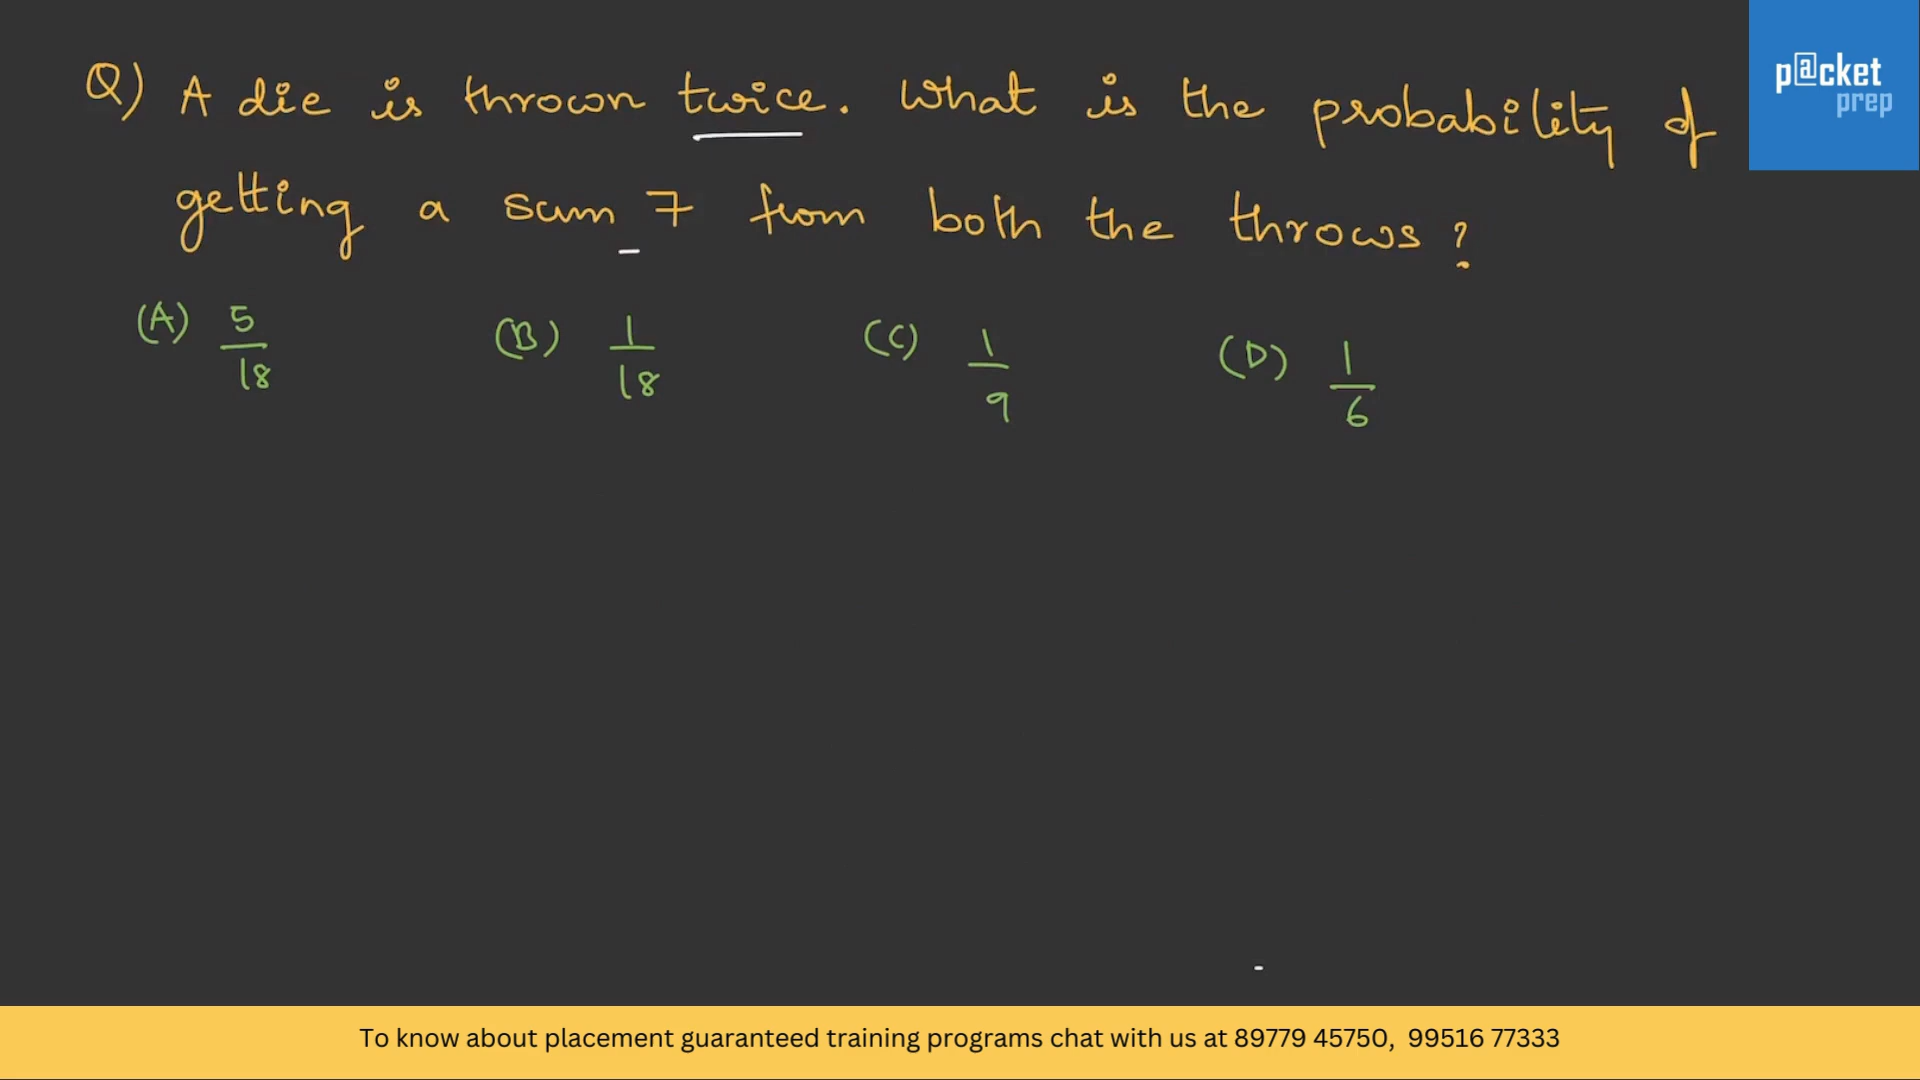 p@cket
prep
Q) A die is thrown twice. What is the probability of
getting a sum 7 from both the throws?
(A) 5/18 (B) 1/18 (C) 1/9 (D) 1/6
To know about placement guaranteed training programs chat with us at 89779 45750, 99516 77333